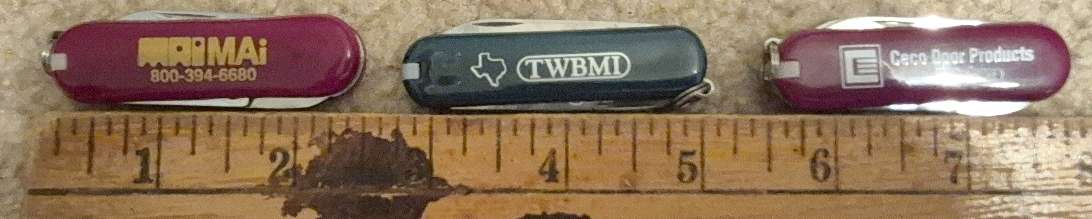 MAi
800-394-6680
TWBMI
Ceco Door Products
1 2 4 5 6 7